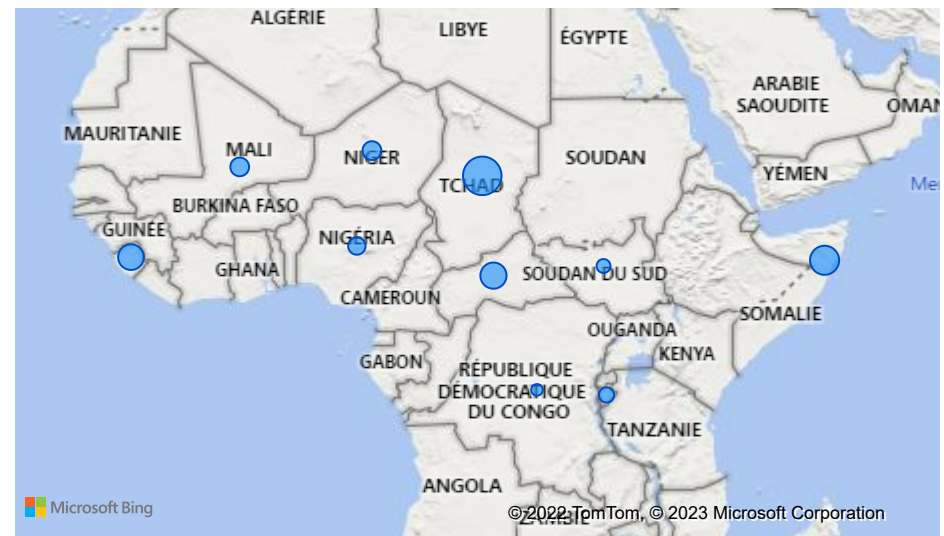 ALGÉRIE
LIBYE
ÉGYPTE
ARABIE
SAOUDITE
OMAN
MAURITANIE
MALI
NIGER
TCHAD
SOUDAN
YÉMEN
Me
BURKINA FASO
GUINÉE
NIGÉRIA
GHANA
SOUDAN DU SUD
CAMEROUN
SOMALIE
OUGANDA
KENYA
GABON
RÉPUBLIQUE
DÉMOCRATIQUE
DU CONGO
TANZANIE
ANGOLA
ZAMBIE
Microsoft Bing
© 2022 TomTom, © 2023 Microsoft Corporation